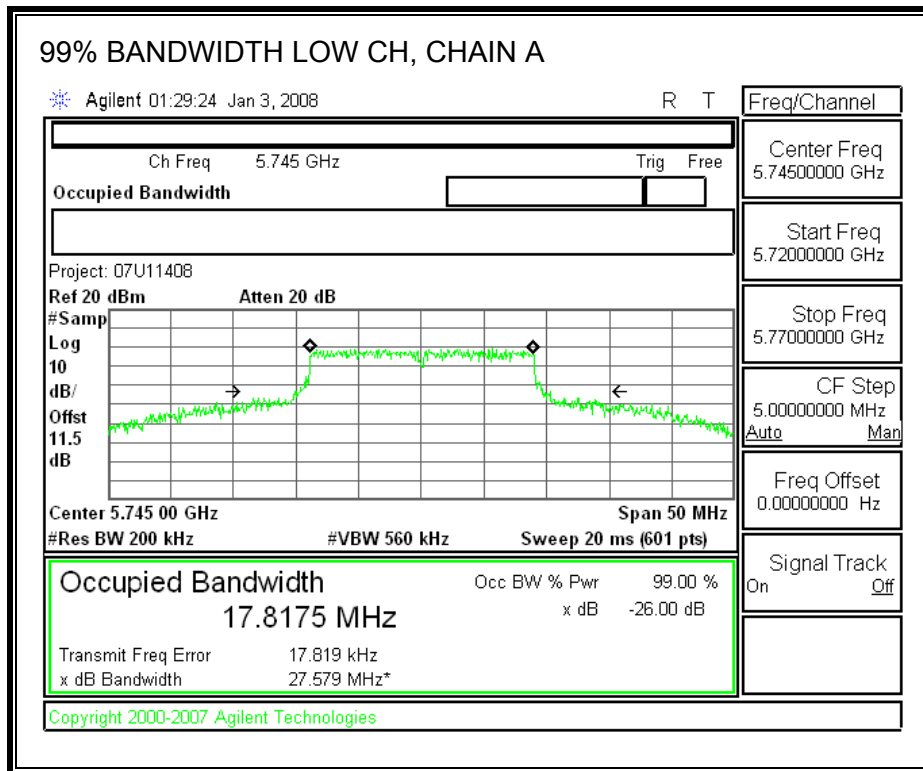 99% BANDWIDTH LOW CH, CHAIN A
Agilent 01:29:24 Jan 3, 2008 R T
Freq/Channel
Ch Freq 5.745 GHz Trig Free
Occupied Bandwidth
Center Freq
5.74500000 GHz
Start Freq
5.72000000 GHz
Stop Freq
5.77000000 GHz
CF Step
5.00000000 MHz
Auto Man
Freq Offset
0.00000000 Hz
Signal Track
On Off
Project: 07U11408
Ref 20 dBm Atten 20 dB
#Samp
Log
10
dB/
Offst
11.5
dB
Center 5.745 00 GHz Span 50 MHz
#Res BW 200 kHz #VBW 560 kHz Sweep 20 ms (601 pts)
Occupied Bandwidth Occ BW % Pwr 99.00 %
17.8175 MHz x dB -26.00 dB
Transmit Freq Error 17.819 kHz
x dB Bandwidth 27.579 MHz*
Copyright 2000-2007 Agilent Technologies